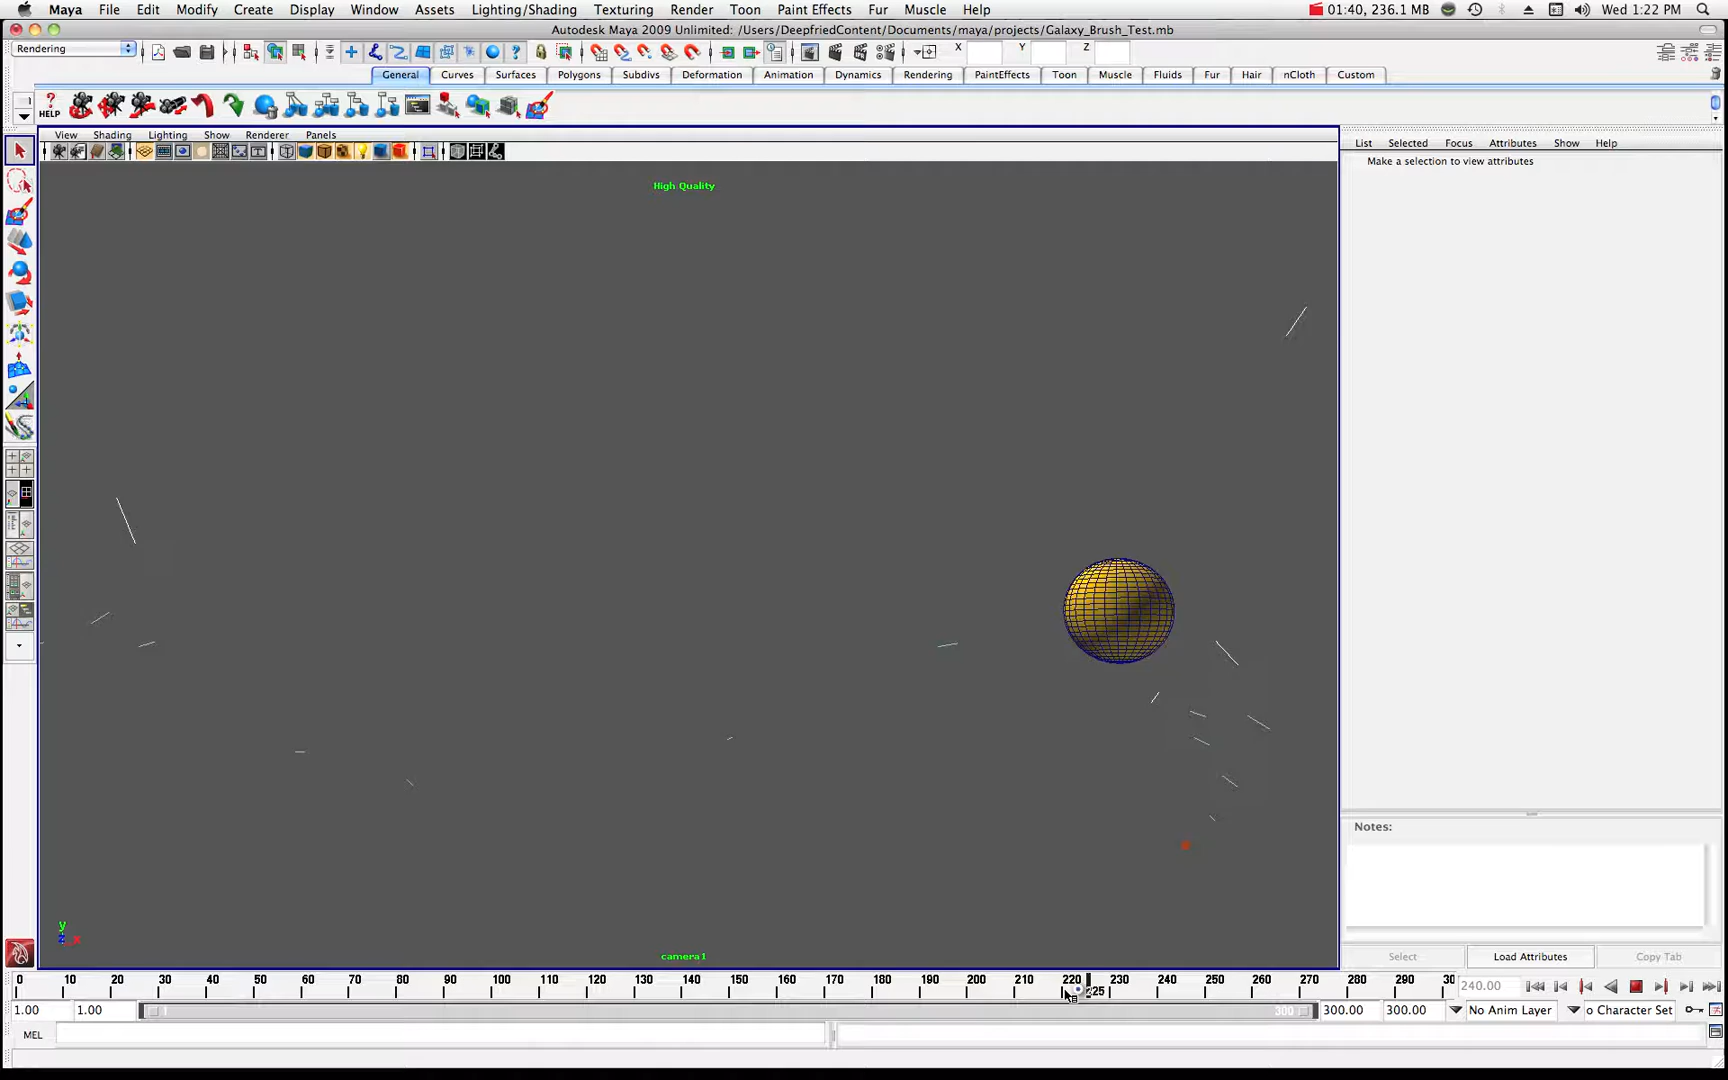 Maya File Edit Modify Create Display Window Assets Lighting/Shading Texturing Render Toon Paint Effects Fur Muscle Help 01:40, 236.1 MB Wed 1:22 PM
Autodesk Maya 2009 Unlimited: /Users/DeepfriedContent/Documents/maya/projects/Galaxy_Brush_Test.mb
Rendering X Y Z
General Curves Surfaces Polygons Subdivs Deformation Animation Dynamics Rendering PaintEffects Toon Muscle Fluids Fur Hair nCloth Custom
HELP
View Shading Lighting Show Renderer Panels
List Selected Focus Attributes Show Help
Make a selection to view attributes
High Quality
Notes:
y
z x
camera1
Select Load Attributes Copy Tab
0 10 20 30 40 50 60 70 80 90 100 110 120 130 140 150 160 170 180 190 200 210 220 230 240 250 260 270 280 290 30
240.00
1.00 1.00 1 300 300.00 300.00 No Anim Layer o Character Set
MEL